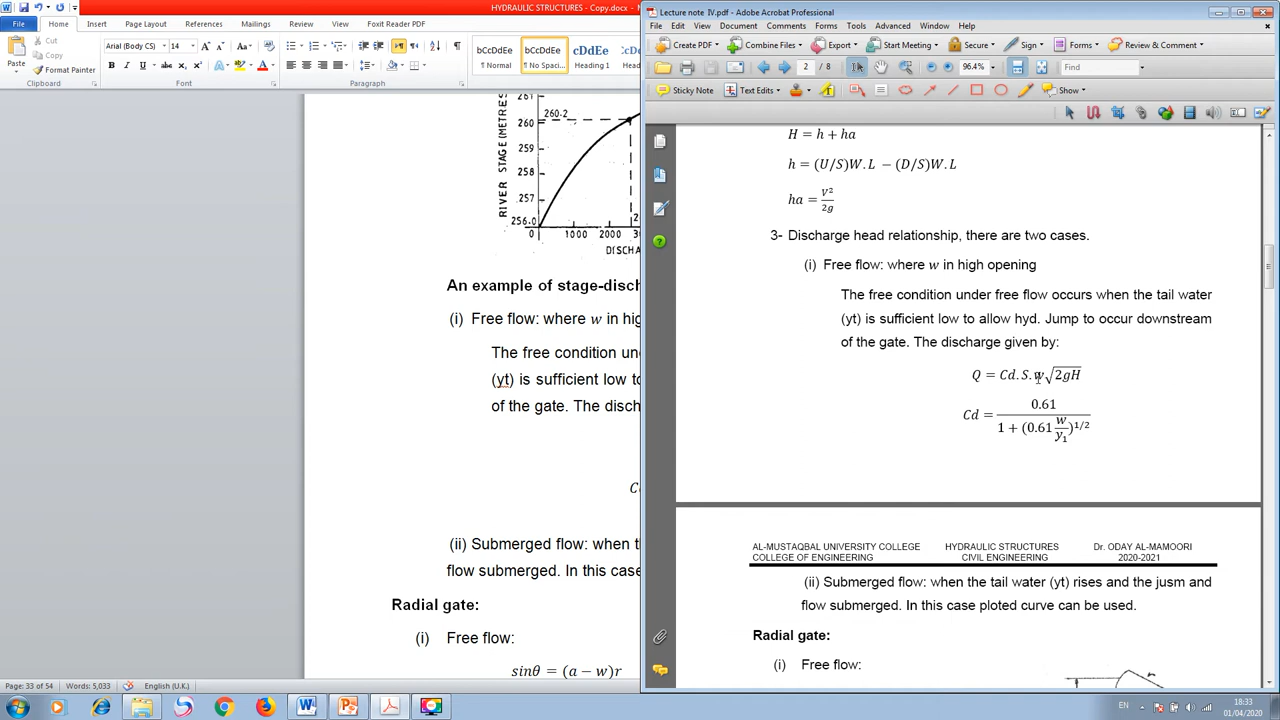 HYDRAULIC STRUCTURES - Copy.docx
File Home Insert Page Layout References Mailings Review View Foxit Reader PDF
Cut
Copy
Format Painter
Paste
Clipboard
Arial (Body CS) 14
Font
Paragraph
bCcDdEe bCcDdEe cDdEe
¶ Normal ¶ No Spaci... Heading 1
RIVER STAGE (METRES
261
260
259
258
257
256.0
260·2
0 1000 2000
DISCHA
An example of stage-disch
(i) Free flow: where w in hig
The free condition un
(yt) is sufficient low to
of the gate. The disch
(ii) Submerged flow: when t
flow submerged. In this case
Radial gate:
(i) Free flow:
sinθ = (a − w)r
Page: 33 of 54 Words: 5,033 English (U.K.)
Lecture note IV.pdf - Adobe Acrobat Professional
File Edit View Document Comments Forms Tools Advanced Window Help
Create PDF Combine Files Export Start Meeting Secure Sign Forms Review & Comment
2 / 8 96.4% Find
Sticky Note Text Edits Show
H = h + ha
h = (U/S)W.L − (D/S)W.L
ha = V²/2g
3- Discharge head relationship, there are two cases.
(i) Free flow: where w in high opening
The free condition under free flow occurs when the tail water
(yt) is sufficient low to allow hyd. Jump to occur downstream
of the gate. The discharge given by:
Q = Cd.S.w√2gH
Cd = 0.61 / 1 + (0.61 w/y₁)^1/2
AL-MUSTAQBAL UNIVERSITY COLLEGE HYDRAULIC STRUCTURES Dr. ODAY AL-MAMOORI
COLLEGE OF ENGINEERING CIVIL ENGINEERING 2020-2021
(ii) Submerged flow: when the tail water (yt) rises and the jusm and
flow submerged. In this case ploted curve can be used.
Radial gate:
(i) Free flow:
EN 18:33
01/04/2020